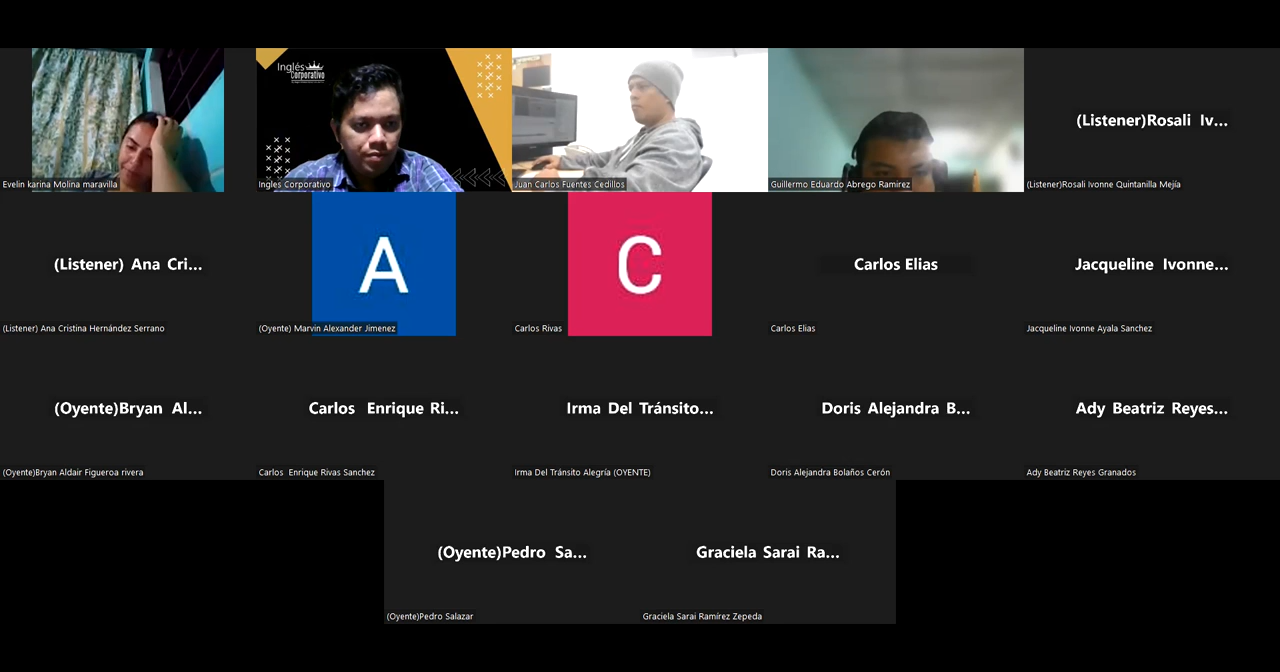 Inglés
Corporativo
Evelin karina Molina maravilla
Ingles Corporativo
Juan Carlos Fuentes Cedillos
Guillermo Eduardo Abrego Ramirez
(Listener)Rosali Iv...
(Listener)Rosali Ivonne Quintanilla Mejía
(Listener) Ana Cri...
(Listener) Ana Cristina Hernández Serrano
A
(Oyente) Marvin Alexander Jimenez
C
Carlos Rivas
Carlos Elias
Carlos Elias
Jacqueline Ivonne...
Jacqueline Ivonne Ayala Sanchez
(Oyente)Bryan Al...
(Oyente)Bryan Aldair Figueroa rivera
Carlos Enrique Ri...
Carlos Enrique Rivas Sanchez
Irma Del Tránsito...
Irma Del Tránsito Alegría (OYENTE)
Doris Alejandra B...
Doris Alejandra Bolaños Cerón
Ady Beatriz Reyes...
Ady Beatriz Reyes Granados
(Oyente)Pedro Sa...
(Oyente)Pedro Salazar
Graciela Sarai Ra...
Graciela Sarai Ramírez Zepeda